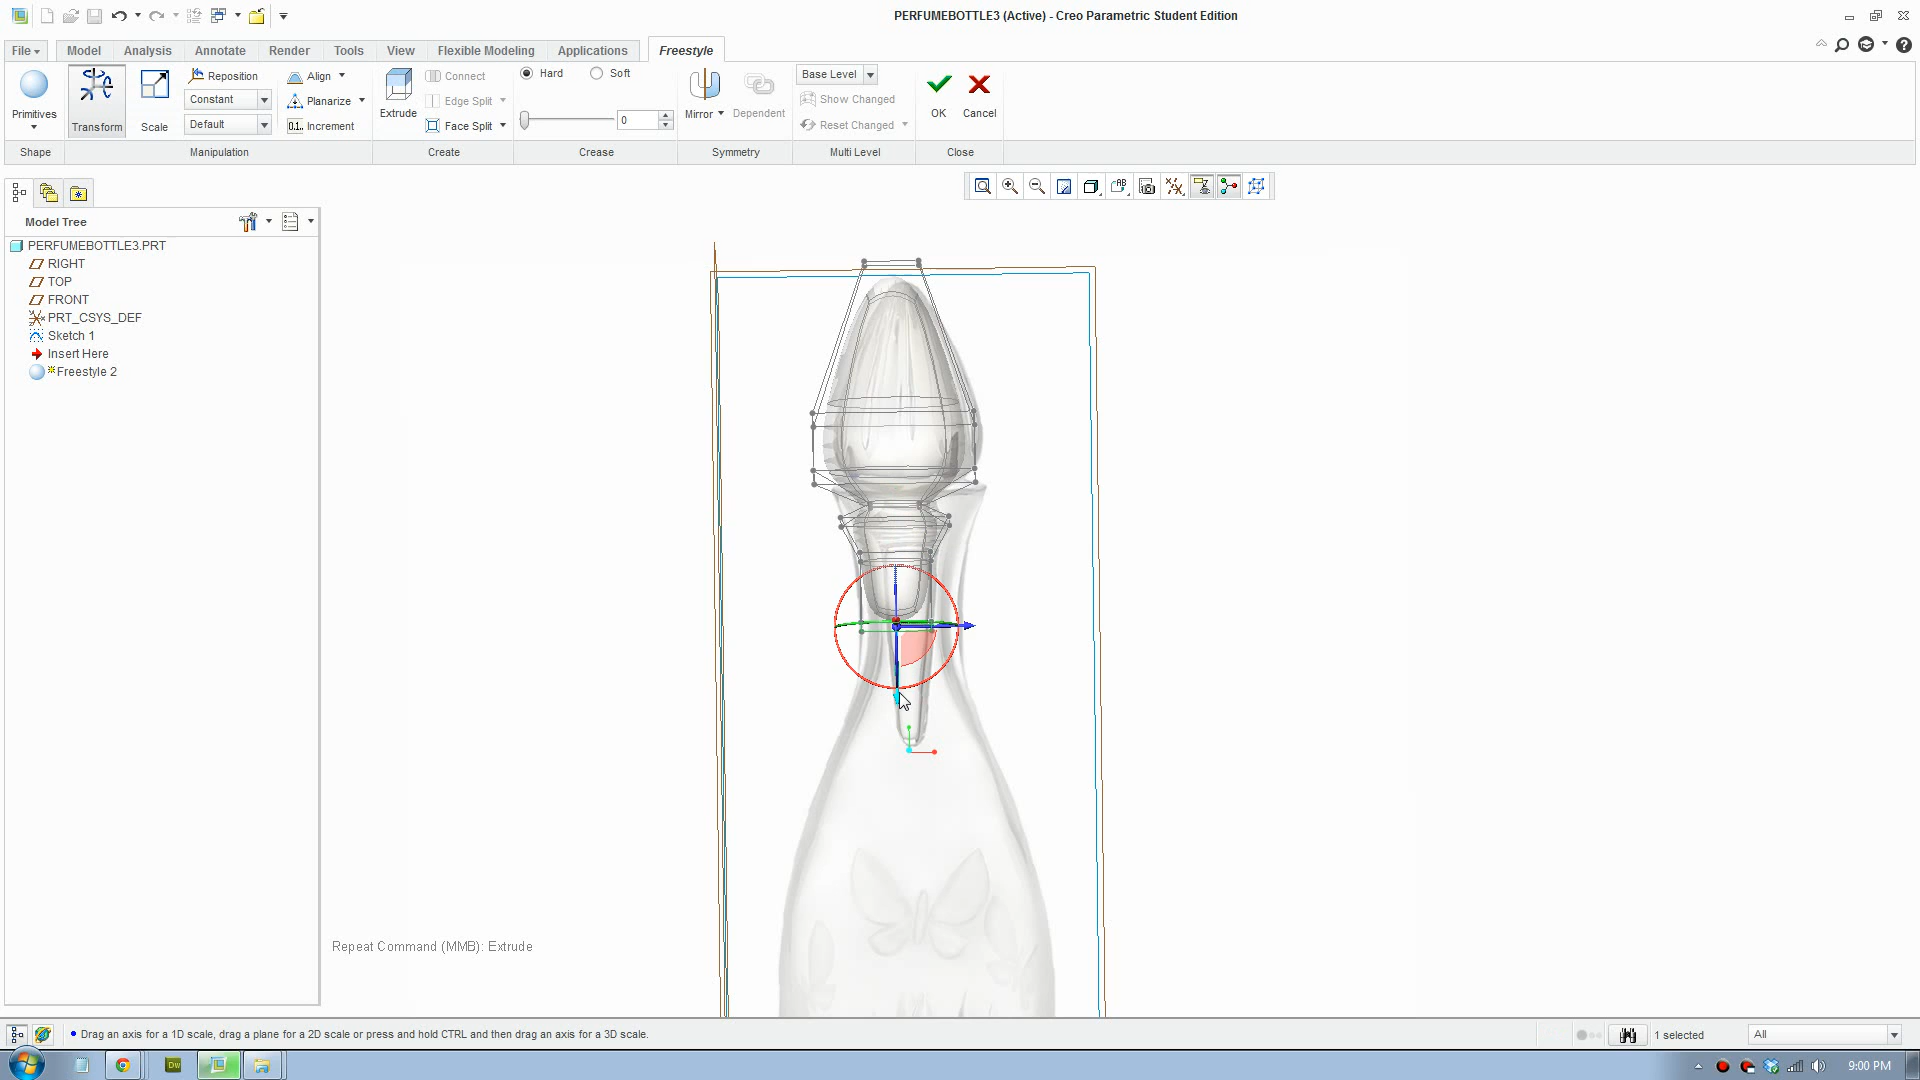 PERFUMEBOTTLE3 (Active) - Creo Parametric Student Edition
File Model Analysis Annotate Render Tools View Flexible Modeling Applications Freestyle
Primitives
Transform
Scale
Reposition
Constant
Default
Align
Planarize
0.1.. Increment
Extrude
Connect
Edge Split
Face Split
Hard Soft
0
Mirror
Dependent
Base Level
Show Changed
Reset Changed
OK
Cancel
Shape Manipulation Create Crease Symmetry Multi Level Close
Model Tree
PERFUMEBOTTLE3.PRT
RIGHT
TOP
FRONT
PRT_CSYS_DEF
Sketch 1
Insert Here
Freestyle 2
Repeat Command (MMB): Extrude
Drag an axis for a 1D scale, drag a plane for a 2D scale or press and hold CTRL and then drag an axis for a 3D scale.
1 selected
All
Dw
9:00 PM